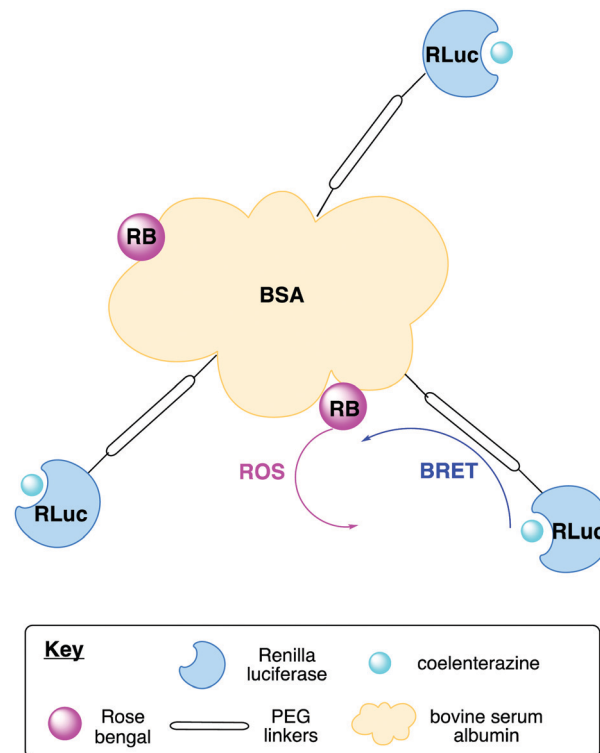 RLuc
RB
BSA
RB
ROS
BRET
RLuc
RLuc
Key
Renilla
luciferase
coelenterazine
Rose
bengal
PEG
linkers
bovine serum
albumin